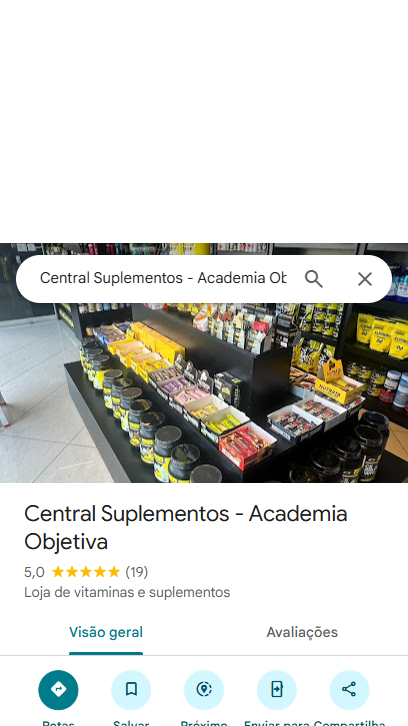 Central Suplementos - Academia Ob
Central Suplementos - Academia
Objetiva
5,0 (19)
Loja de vitaminas e suplementos
Visão geral
Avaliações
Rotas
Salvar
Próximo
Enviar para
Compartilha